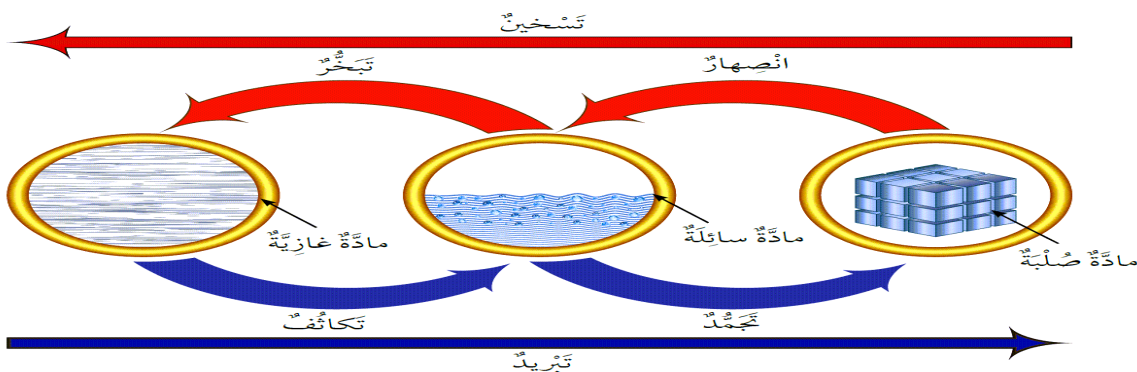 تَسْخينٌ
انْصِهارٌ
تَبَخُّرٌ
مادَّةٌ صُلْبَةٌ
مادَّةٌ سائِلَةٌ
مادَّةٌ غازِيَّةٌ
تَجَمُّدٌ
تَكاثُفٌ
تَبْريدٌ